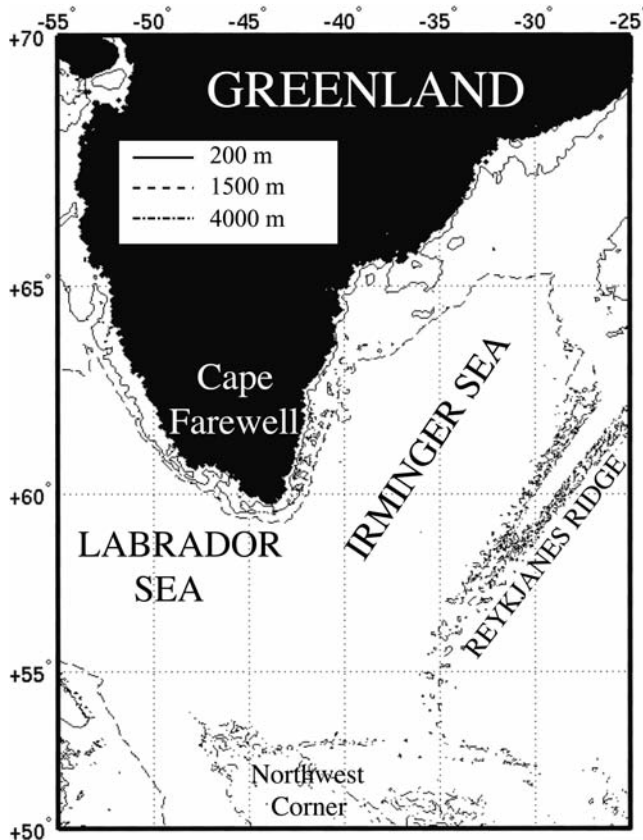 -55° -50° -45° -40° -35° -30° -25°
+70°
GREENLAND
200 m
1500 m
4000 m
+65°
Cape
Farewell
IRMINGER SEA
+60°
LABRADOR
SEA
REYKJANES RIDGE
+55°
Northwest
Corner
+50°